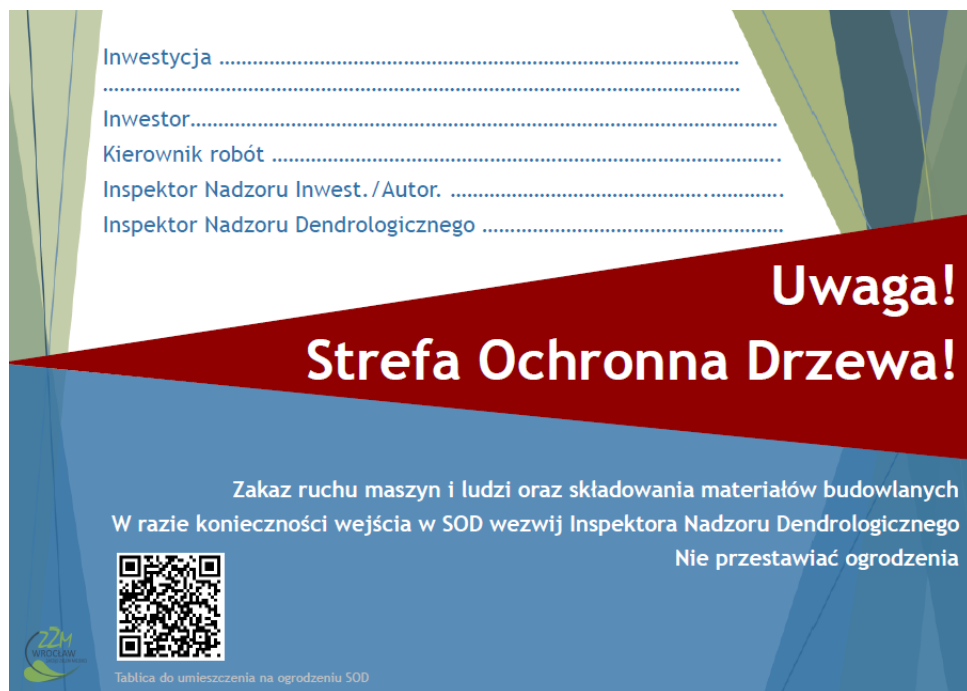 Inwestycja ………………………………………………………………………………
…………………………………………………………………………………………………
Inwestor…………………………………………………………………………………………
Kierownik robót ……………………………………………………………………………….
Inspektor Nadzoru Inwest./Autor. ……………………………………….………….
Inspektor Nadzoru Dendrologicznego ………………………………………………
Uwaga!
Strefa Ochronna Drzewa!
Zakaz ruchu maszyn i ludzi oraz składowania materiałów budowlanych
W razie konieczności wejścia w SOD wezwij Inspektora Nadzoru Dendrologicznego
Nie przestawiać ogrodzenia
ZZM
WROCŁAW
Tablica do umieszczenia na ogrodzeniu SOD